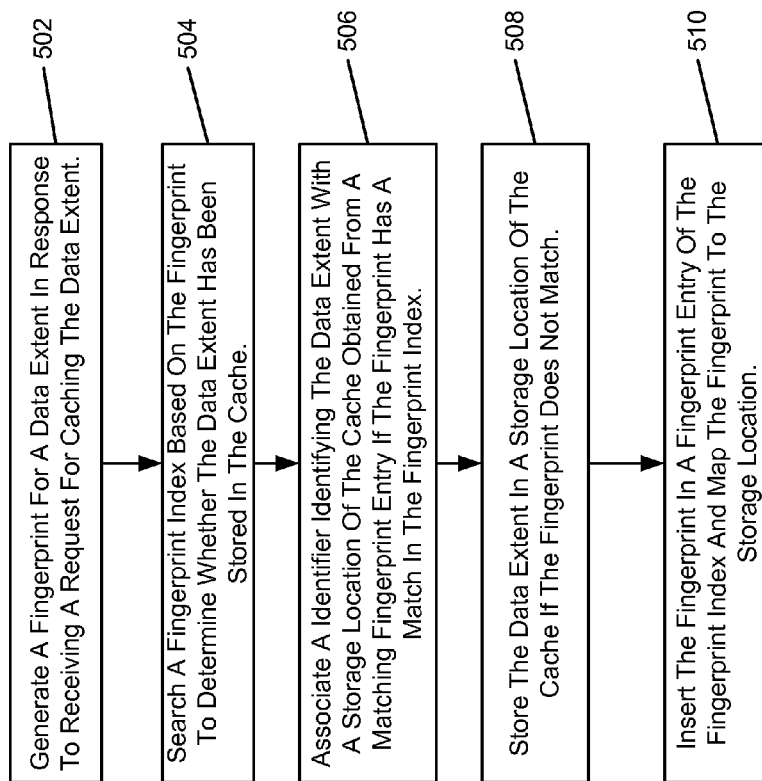 502
Generate A Fingerprint For A Data Extent In Response
To Receiving A Request For Caching The Data Extent.
504
Search A Fingerprint Index Based On The Fingerprint
To Determine Whether The Data Extent Has Been
Stored In The Cache.
506
Associate A Identifier Identifying The Data Extent With
A Storage Location Of The Cache Obtained From A
Matching Fingerprint Entry If The Fingerprint Has A
Match In The Fingerprint Index.
508
Store The Data Extent In A Storage Location Of The
Cache If The Fingerprint Does Not Match.
510
Insert The Fingerprint In A Fingerprint Entry Of The
Fingerprint Index And Map The Fingerprint To The
Storage Location.